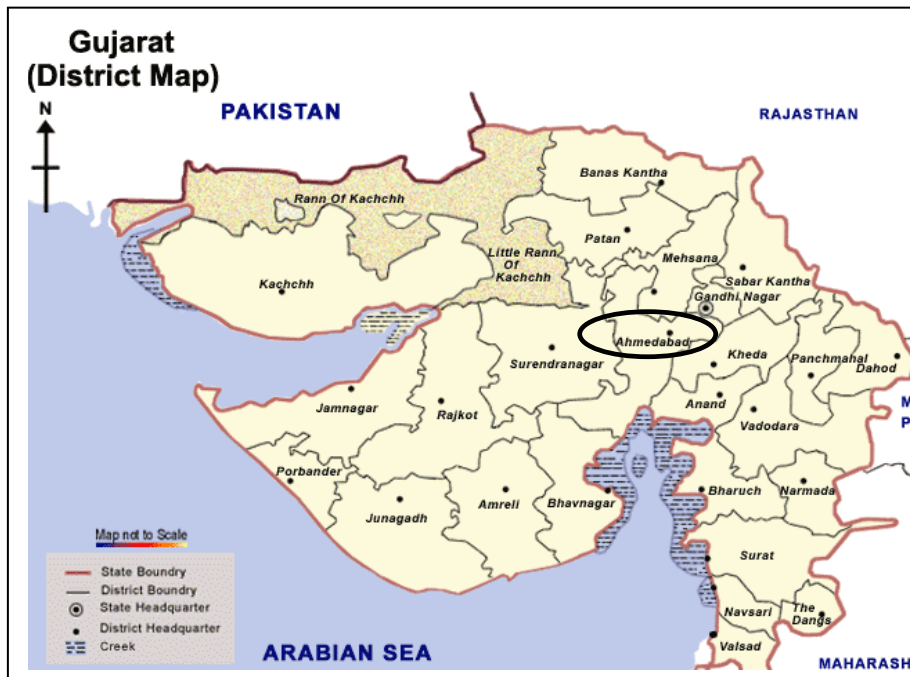 Gujarat
(District Map)
N
PAKISTAN
RAJASTHAN
Banas Kantha
Rann Of Kachchh
Patan
Little Rann
Of
Kachchh
Mehsana
Sabar Kantha
Kachchh
Gandhi Nagar
Ahmedabad
Surendranagar
Kheda
Panchmahal
Dahod
Jamnagar
Rajkot
Anand
Vadodara
M
P
Porbander
Junagadh
Amreli
Bhavnagar
Bharuch
Narmada
Map not to Scale
Surat
State Boundry
District Boundry
State Headquarter
District Headquarter
Creek
Navsari
The
Dangs
Valsad
ARABIAN SEA
MAHARASH